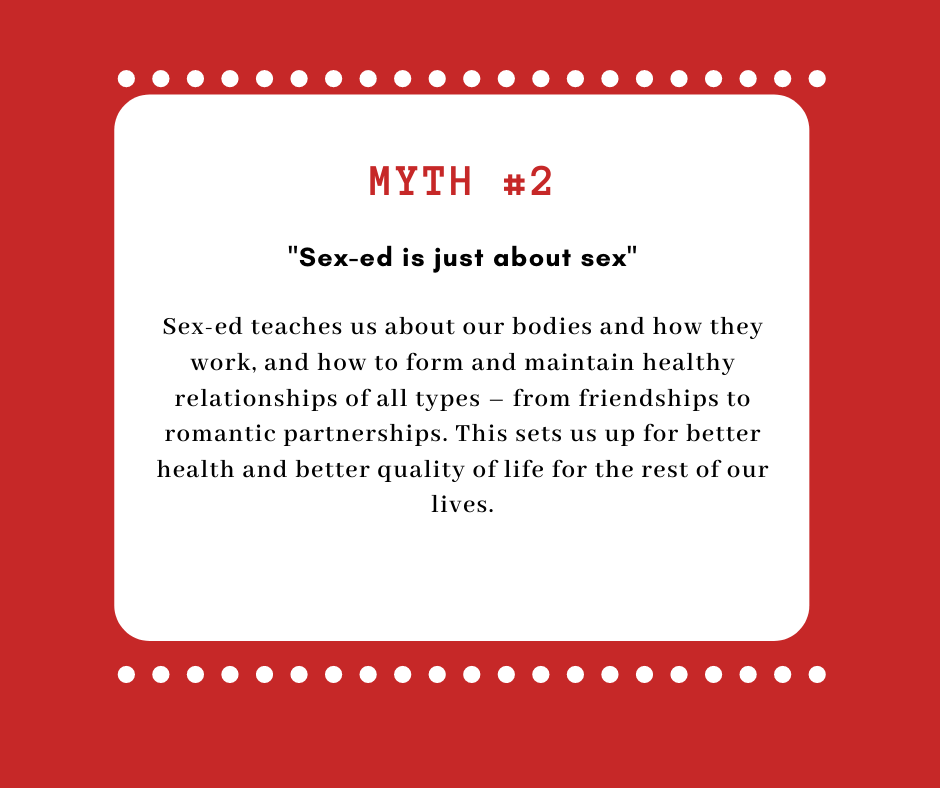 MYTH #2
"Sex-ed is just about sex"
Sex-ed teaches us about our bodies and how they
work, and how to form and maintain healthy
relationships of all types – from friendships to
romantic partnerships. This sets us up for better
health and better quality of life for the rest of our
lives.